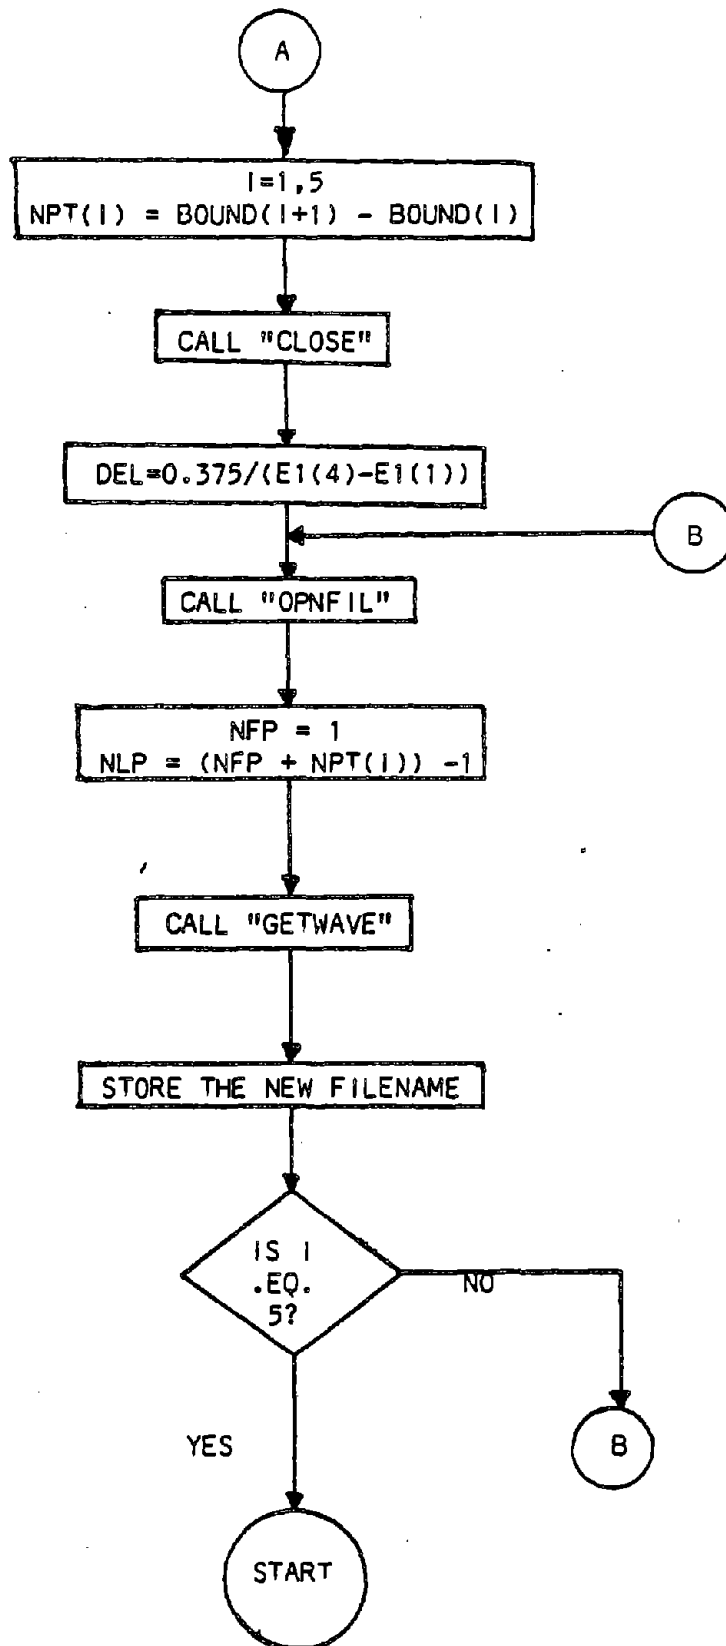 A
I=1,5
NPT(I) = BOUND(I+1) - BOUND(I)
CALL "CLOSE"
DEL=0.375/(E1(4)-E1(1))
B
CALL "OPNFIL"
NFP = 1
NLP = (NFP + NPT(I)) -1
CALL "GETWAVE"
STORE THE NEW FILENAME
IS I
.EQ.
5?
NO
YES
B
START